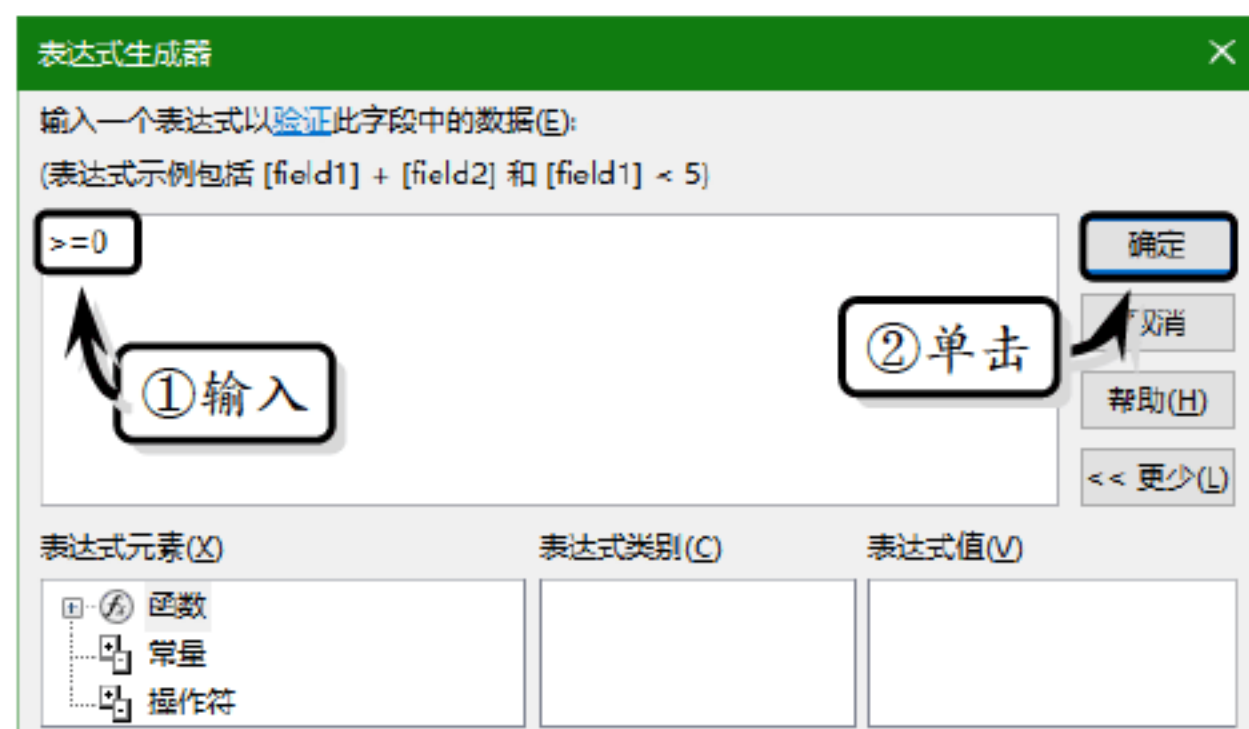 表达式生成器
输入一个表达式以验证此字段中的数据(E):
(表达式示例包括 [field1] + [field2] 和 [field1] < 5)
>=0
确定
取消
①输入
②单击
帮助(H)
<< 更少(L)
表达式元素(X)
表达式类别(C)
表达式值(V)
函数
常量
操作符